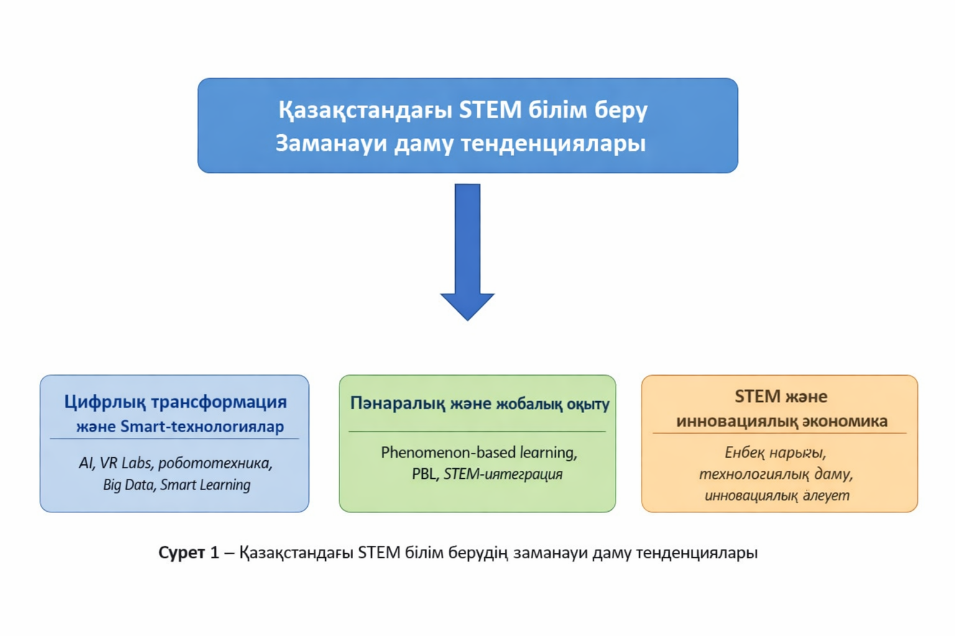 Қазақстандағы STEM білім беру
Заманауи даму тенденциялары
Цифрлық трансформация
және Smart-технологиялар
AI, VR Labs, робототехника,
Big Data, Smart Learning
Пәнаралық және жобалық оқыту
Phenomenon-based learning,
PBL, STEM-иятеграция
STEM және
инновациялық экономика
Енбек нарығы,
технологиялық даму,
инновациялық әлеует
Сурет 1 – Қазақстандағы STEM білім берудің заманауи даму тенденциялары